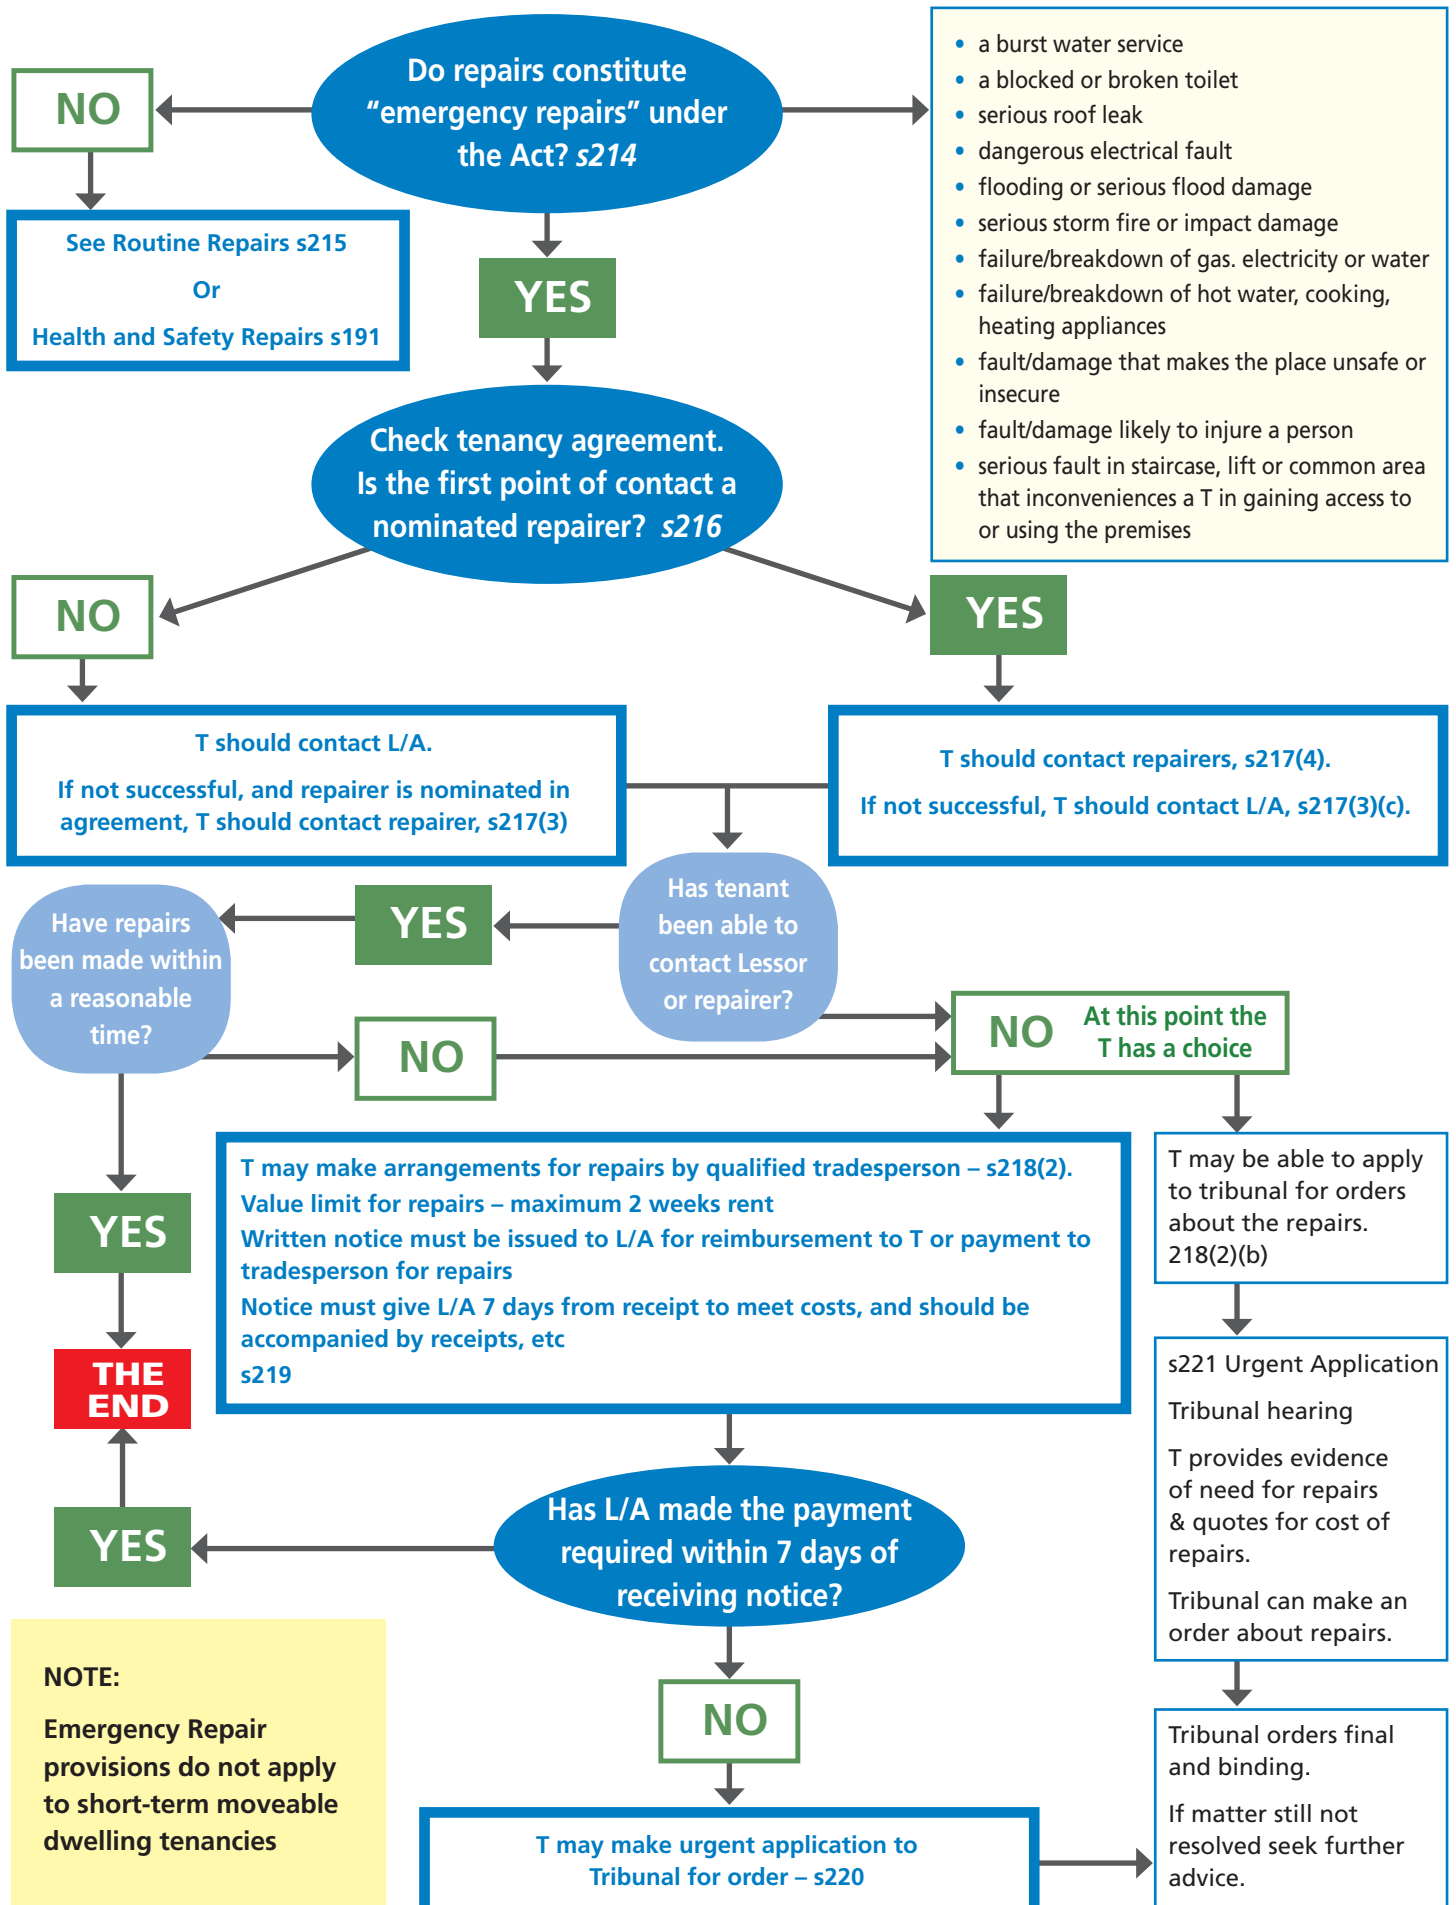 Do repairs constitute
“emergency repairs” under
the Act? s214
NO
• a burst water service
• a blocked or broken toilet
• serious roof leak
• dangerous electrical fault
• flooding or serious flood damage
• serious storm fire or impact damage
• failure/breakdown of gas. electricity or water
• failure/breakdown of hot water, cooking,
heating appliances
• fault/damage that makes the place unsafe or
insecure
• fault/damage likely to injure a person
• serious fault in staircase, lift or common area
that inconveniences a T in gaining access to
or using the premises
See Routine Repairs s215
Or
Health and Safety Repairs s191
YES
Check tenancy agreement.
Is the first point of contact a
nominated repairer? s216
NO
YES
T should contact L/A.
If not successful, and repairer is nominated in
agreement, T should contact repairer, s217(3)
T should contact repairers, s217(4).
If not successful, T should contact L/A, s217(3)(c).
Has tenant
been able to
contact Lessor
or repairer?
YES
Have repairs
been made within
a reasonable
time?
NO
NO
At this point the
T has a choice
T may make arrangements for repairs by qualified tradesperson – s218(2).
Value limit for repairs – maximum 2 weeks rent
Written notice must be issued to L/A for reimbursement to T or payment to
tradesperson for repairs
Notice must give L/A 7 days from receipt to meet costs, and should be
accompanied by receipts, etc
s219
T may be able to apply
to tribunal for orders
about the repairs.
218(2)(b)
YES
THE
END
s221 Urgent Application
Tribunal hearing
T provides evidence
of need for repairs
& quotes for cost of
repairs.
Tribunal can make an
order about repairs.
Has L/A made the payment
required within 7 days of
receiving notice?
YES
NO
NOTE:
Emergency Repair
provisions do not apply
to short-term moveable
dwelling tenancies
T may make urgent application to
Tribunal for order – s220
Tribunal orders final
and binding.
If matter still not
resolved seek further
advice.